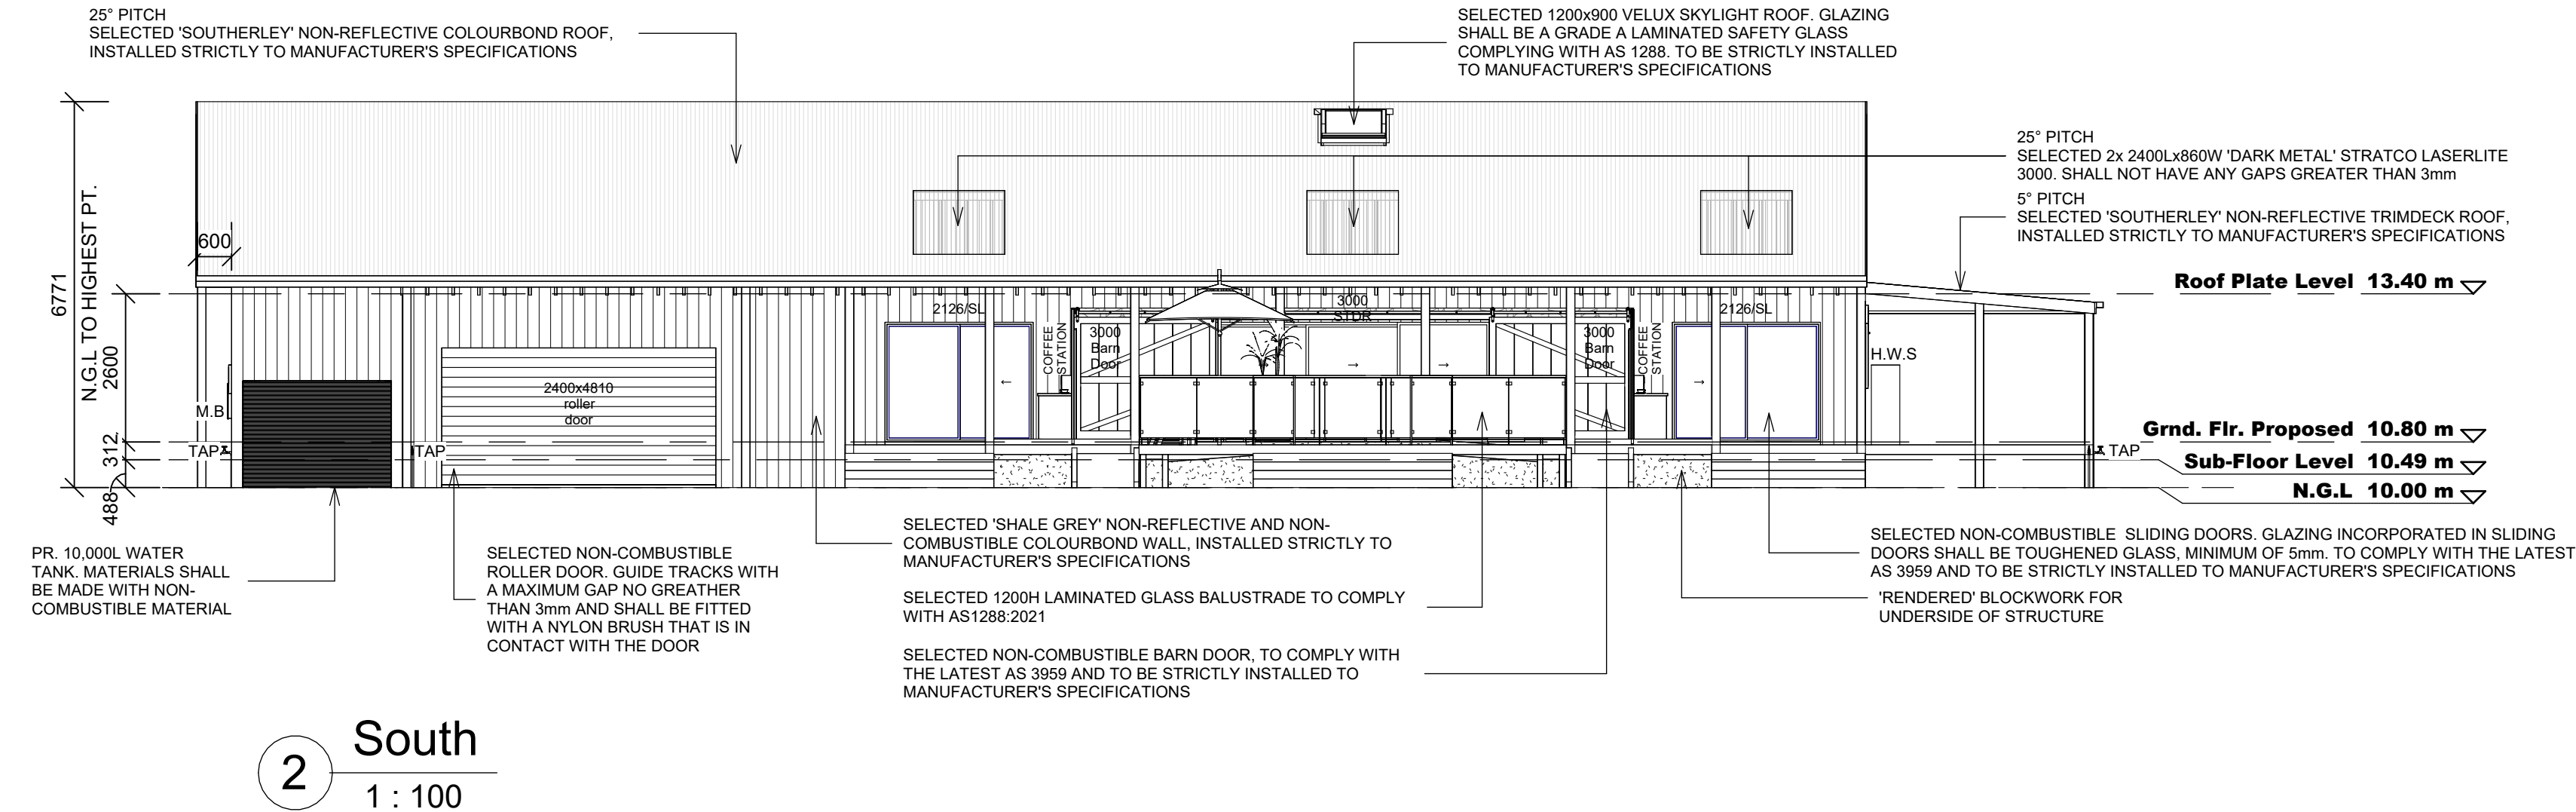 25° PITCH
SELECTED 'SOUTHERLEY' NON-REFLECTIVE COLOURBOND ROOF,
INSTALLED STRICTLY TO MANUFACTURER'S SPECIFICATIONS
SELECTED 1200x900 VELUX SKYLIGHT ROOF. GLAZING
SHALL BE A GRADE A LAMINATED SAFETY GLASS
COMPLYING WITH AS 1288. TO BE STRICTLY INSTALLED
TO MANUFACTURER'S SPECIFICATIONS
25° PITCH
SELECTED 2x 2400Lx860W 'DARK METAL' STRATCO LASERLITE
3000. SHALL NOT HAVE ANY GAPS GREATER THAN 3mm
5° PITCH
SELECTED 'SOUTHERLEY' NON-REFLECTIVE TRIMDECK ROOF,
INSTALLED STRICTLY TO MANUFACTURER'S SPECIFICATIONS
6771
N.G.L TO HIGHEST PT.
600
2600
312
488
Roof Plate Level 13.40 m
Grnd. Flr. Proposed 10.80 m
Sub-Floor Level 10.49 m
N.G.L 10.00 m
M.B
TAP
TAP
2400x4810
roller
door
2126/SL
COFFEE
STATION
3000
Barn
Door
3000
STDR
3000
Barn
Door
COFFEE
STATION
2126/SL
H.W.S
TAP
PR. 10,000L WATER
TANK. MATERIALS SHALL
BE MADE WITH NON-
COMBUSTIBLE MATERIAL
SELECTED NON-COMBUSTIBLE
ROLLER DOOR. GUIDE TRACKS WITH
A MAXIMUM GAP NO GREATHER
THAN 3mm AND SHALL BE FITTED
WITH A NYLON BRUSH THAT IS IN
CONTACT WITH THE DOOR
SELECTED 'SHALE GREY' NON-REFLECTIVE AND NON-
COMBUSTIBLE COLOURBOND WALL, INSTALLED STRICTLY TO
MANUFACTURER'S SPECIFICATIONS
SELECTED 1200H LAMINATED GLASS BALUSTRADE TO COMPLY
WITH AS1288:2021
SELECTED NON-COMBUSTIBLE BARN DOOR, TO COMPLY WITH
THE LATEST AS 3959 AND TO BE STRICTLY INSTALLED TO
MANUFACTURER'S SPECIFICATIONS
SELECTED NON-COMBUSTIBLE SLIDING DOORS. GLAZING INCORPORATED IN SLIDING
DOORS SHALL BE TOUGHENED GLASS, MINIMUM OF 5mm. TO COMPLY WITH THE LATEST
AS 3959 AND TO BE STRICTLY INSTALLED TO MANUFACTURER'S SPECIFICATIONS
'RENDERED' BLOCKWORK FOR
UNDERSIDE OF STRUCTURE
2
South
1 : 100